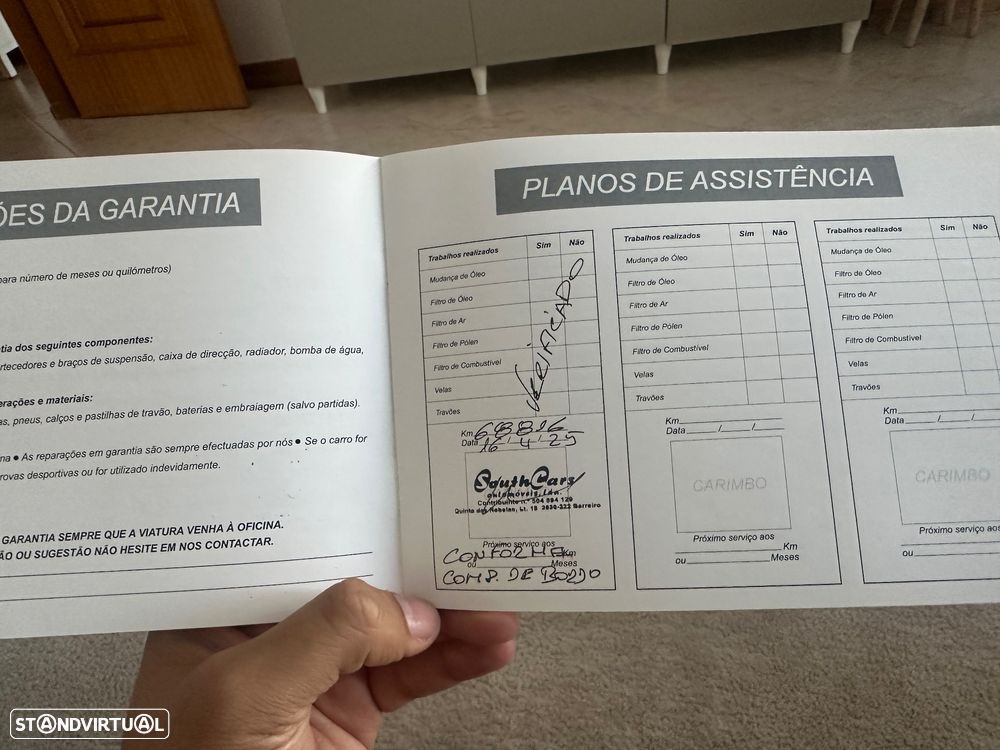 ÕES DA GARANTIA
para número de meses ou quilómetros)
tia dos seguintes componentes:
rtecedores e braços de suspensão, caixa de direcção, radiador, bomba de água,
erações e materiais:
as, pneus, calços e pastilhas de travão, baterias e embraiagem (salvo partidas).
na ● As reparações em garantia são sempre efectuadas por nós ● Se o carro for
rovas desportivas ou for utilizado indevidamente.
GARANTIA SEMPRE QUE A VIATURA VENHA À OFICINA.
ÃO OU SUGESTÃO NÃO HESITE EM NOS CONTACTAR.
PLANOS DE ASSISTÊNCIA
Trabalhos realizados Sim Não
Mudança de Óleo
Filtro de Óleo
Filtro de Ar
Filtro de Pólen
Filtro de Combustível
Velas
Travões
VERIFICADO
Km 68816
Data 16 / 4 / 25
SouthCars
automóveis, Lda.
Contribuinte n.º 504 894 120
Barreiro
Próximo serviço aos
Km
ou Meses
CONFORME
COMP. DE BORDO
Trabalhos realizados Sim Não
Mudança de Óleo
Filtro de Óleo
Filtro de Ar
Filtro de Pólen
Filtro de Combustível
Velas
Travões
Km
Data / /
CARIMBO
Próximo serviço aos
Km
ou Meses
Trabalhos realizados Sim Não
Mudança de Óleo
Filtro de Óleo
Filtro de Ar
Filtro de Pólen
Filtro de Combustível
Velas
Travões
Km
Data / /
CARIMBO
Próximo serviço aos
ou
STANDVIRTUAL